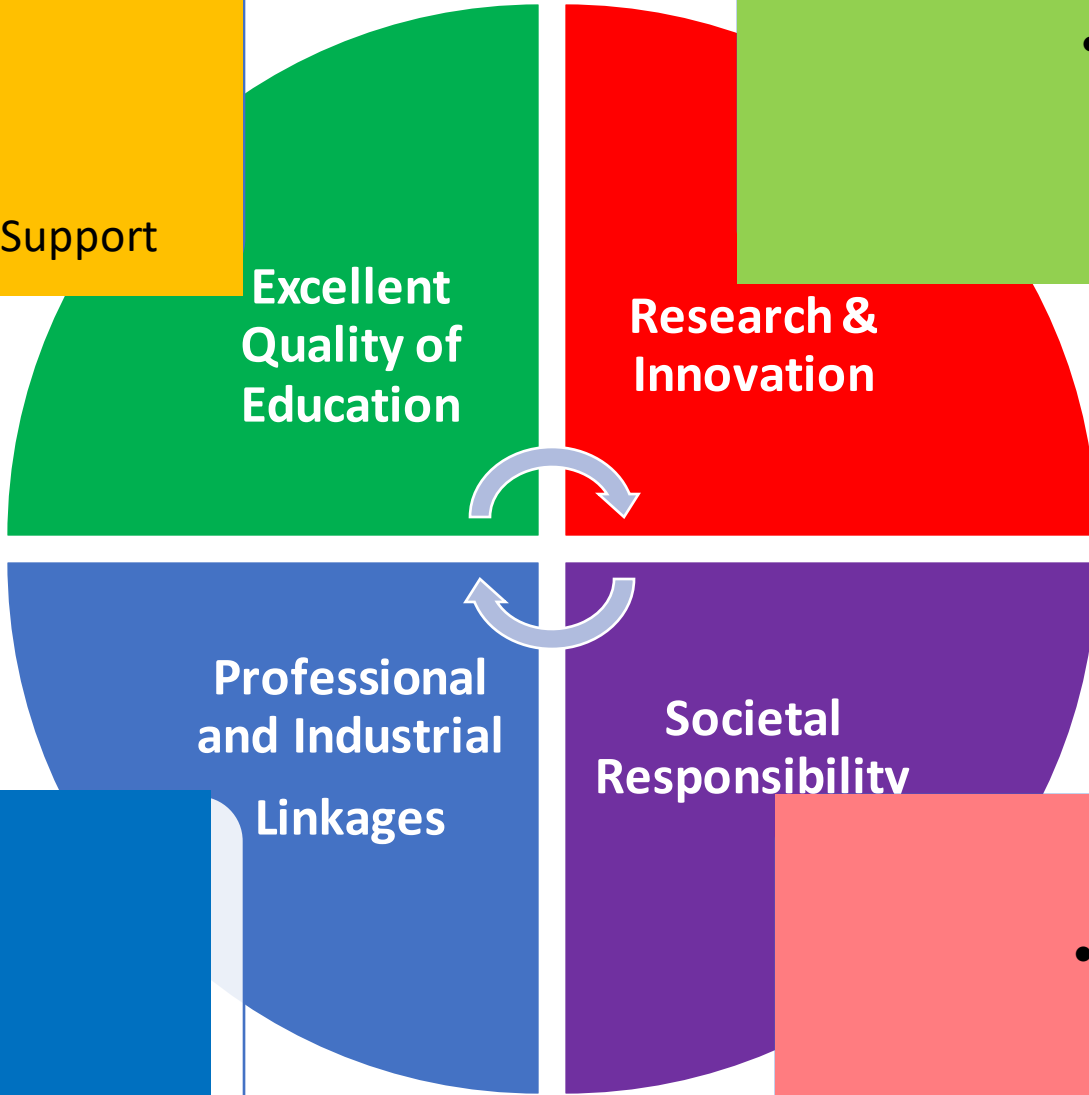 Support
Excellent
Quality of
Education
Research &
Innovation
Professional
and Industrial
Linkages
Societal
Responsibility